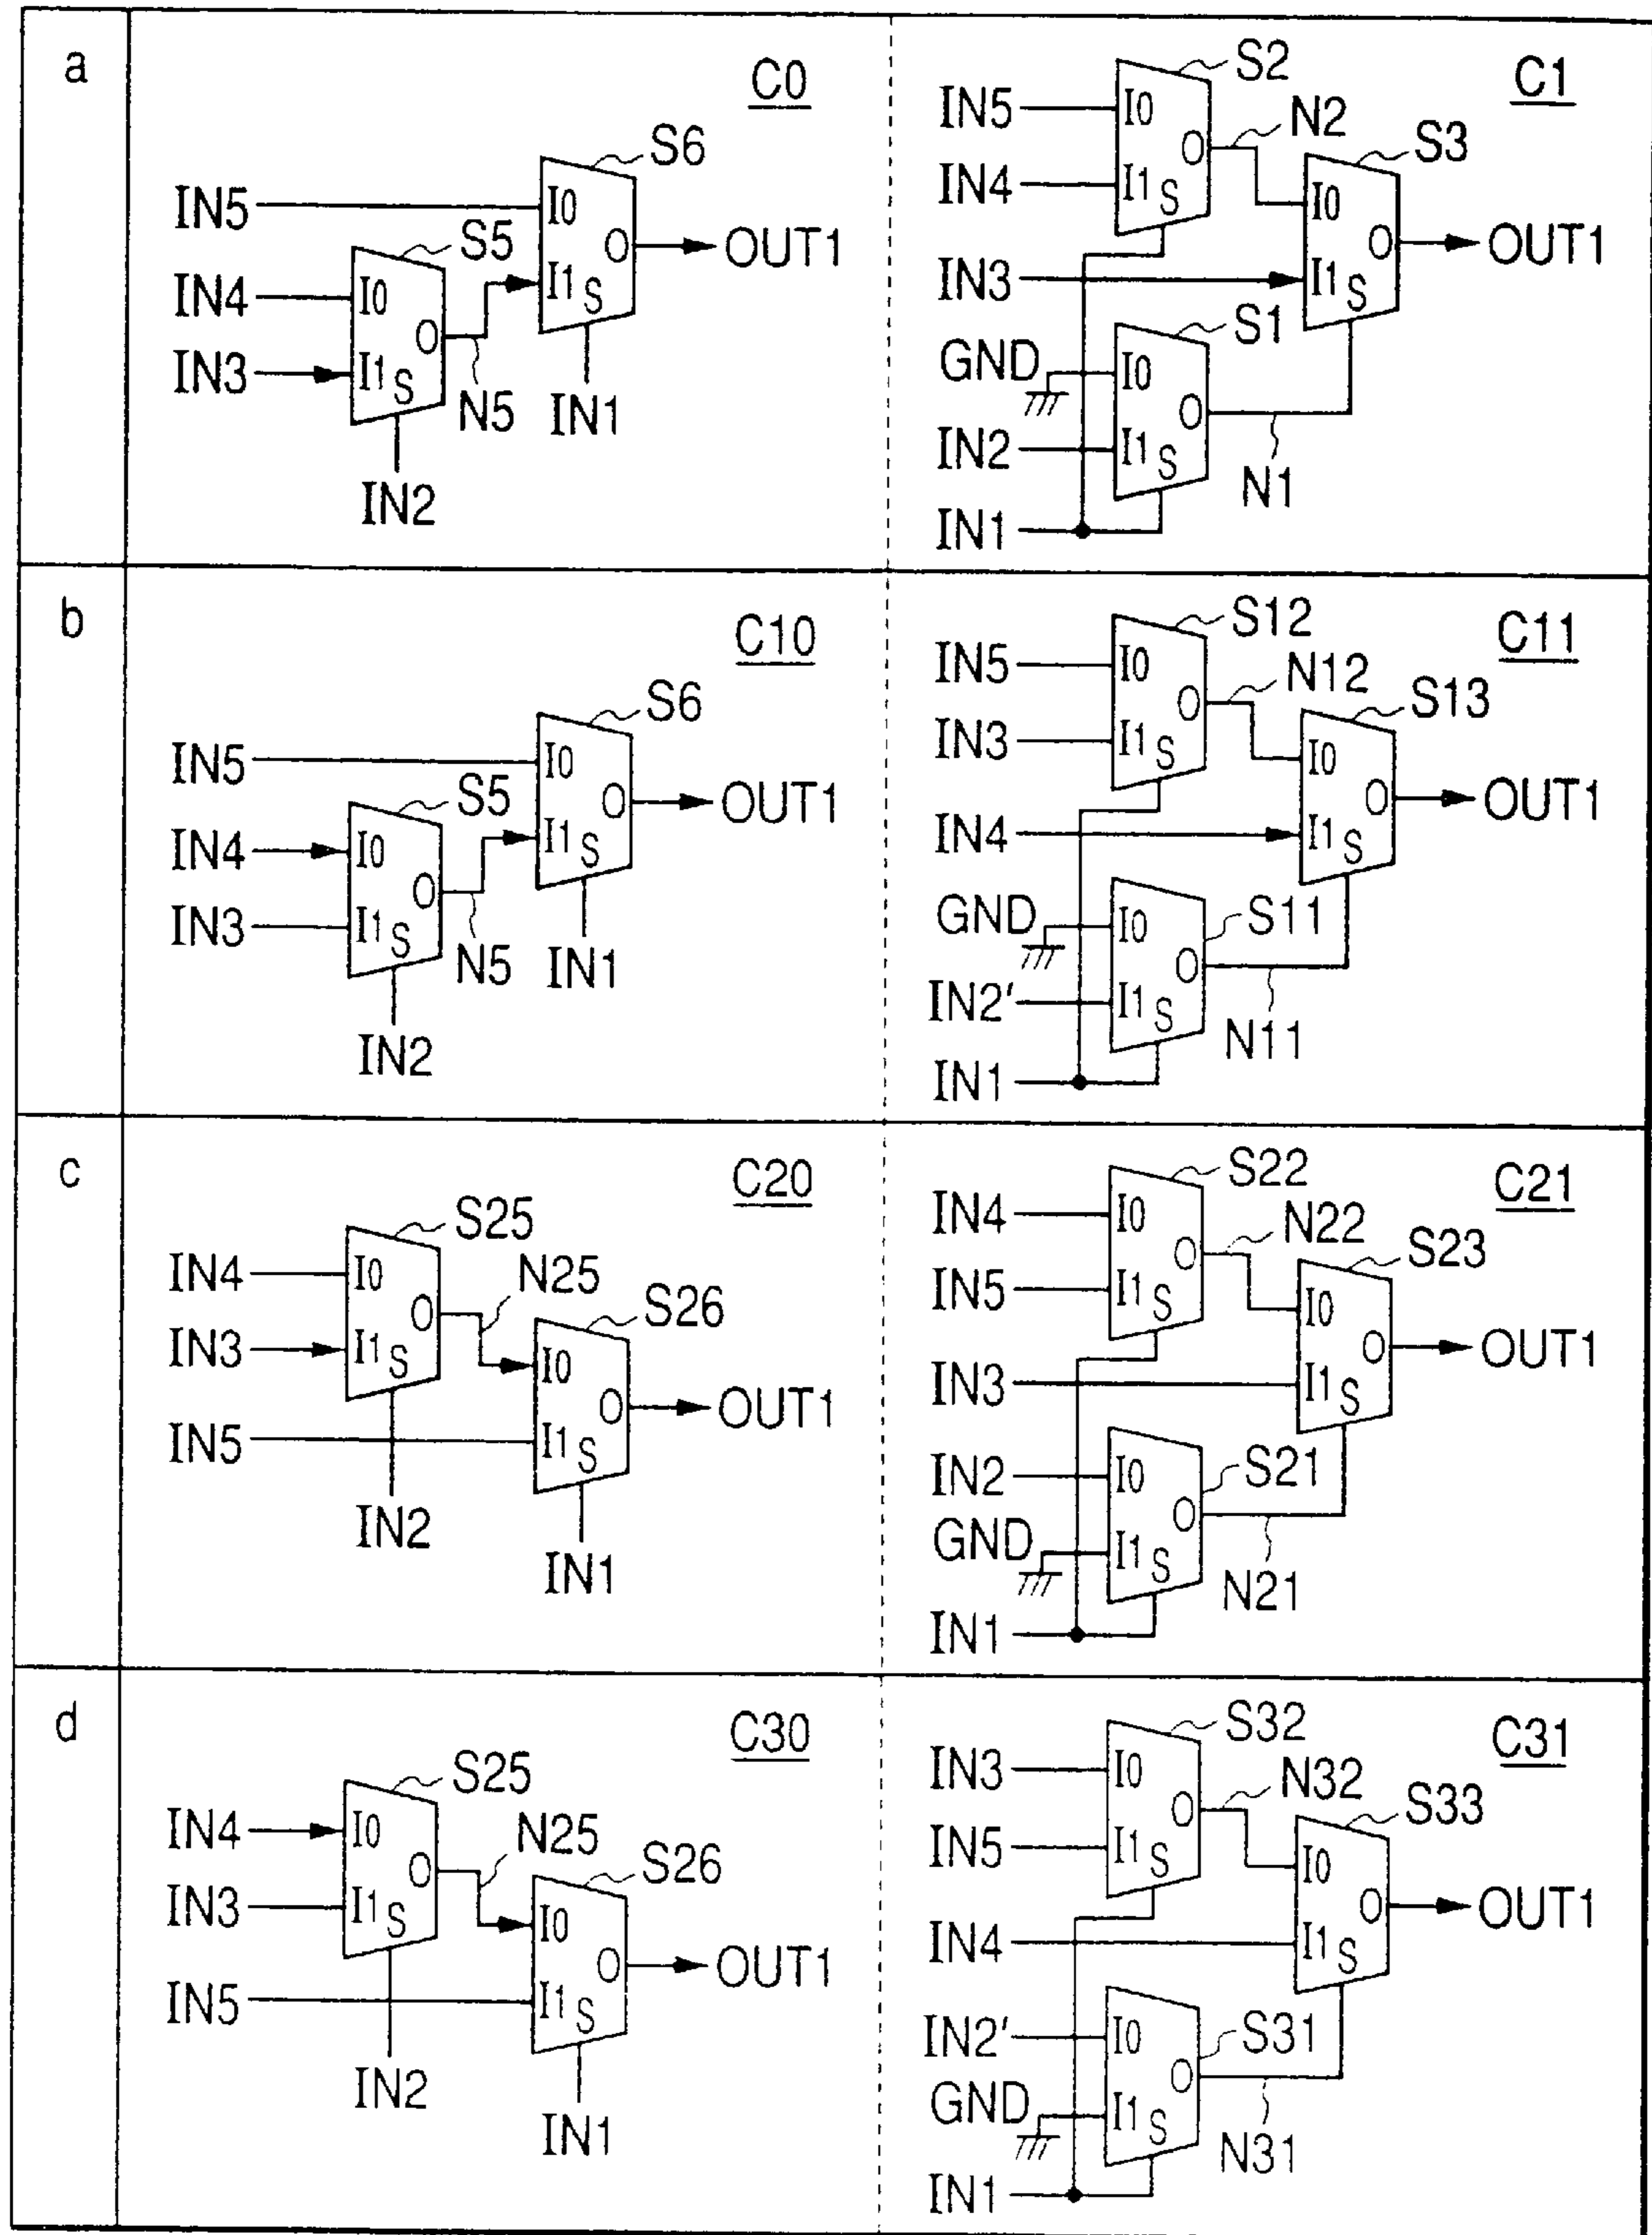 a
C0
S6
IN5
I0
S5
O
OUT1
IN4
I0
I1
S
O
IN3
I1
S
N5
IN1
IN2
S2
C1
IN5
I0
N2
S3
O
IN4
I1
S
I0
O
OUT1
IN3
I1
S
S1
GND
I0
O
IN2
I1
S
N1
IN1
b
C10
S6
IN5
I0
S5
O
OUT1
IN4
I0
I1
S
O
IN3
I1
S
N5
IN1
IN2
S12
C11
IN5
I0
N12
S13
O
IN3
I1
S
I0
O
OUT1
IN4
I1
S
GND
I0
S11
O
IN2'
I1
S
N11
IN1
c
C20
S25
IN4
I0
N25
O
S26
IN3
I1
S
I0
O
OUT1
IN5
I1
S
IN2
IN1
S22
C21
IN4
I0
N22
O
S23
IN5
I1
S
I0
O
OUT1
IN3
I1
S
IN2
I0
S21
O
GND
I1
S
N21
IN1
d
C30
S25
IN4
I0
N25
O
S26
IN3
I1
S
I0
O
OUT1
IN5
I1
S
IN2
IN1
S32
C31
IN3
I0
N32
O
S33
IN5
I1
S
I0
O
OUT1
IN4
I1
S
IN2'
I0
S31
O
GND
I1
S
N31
IN1